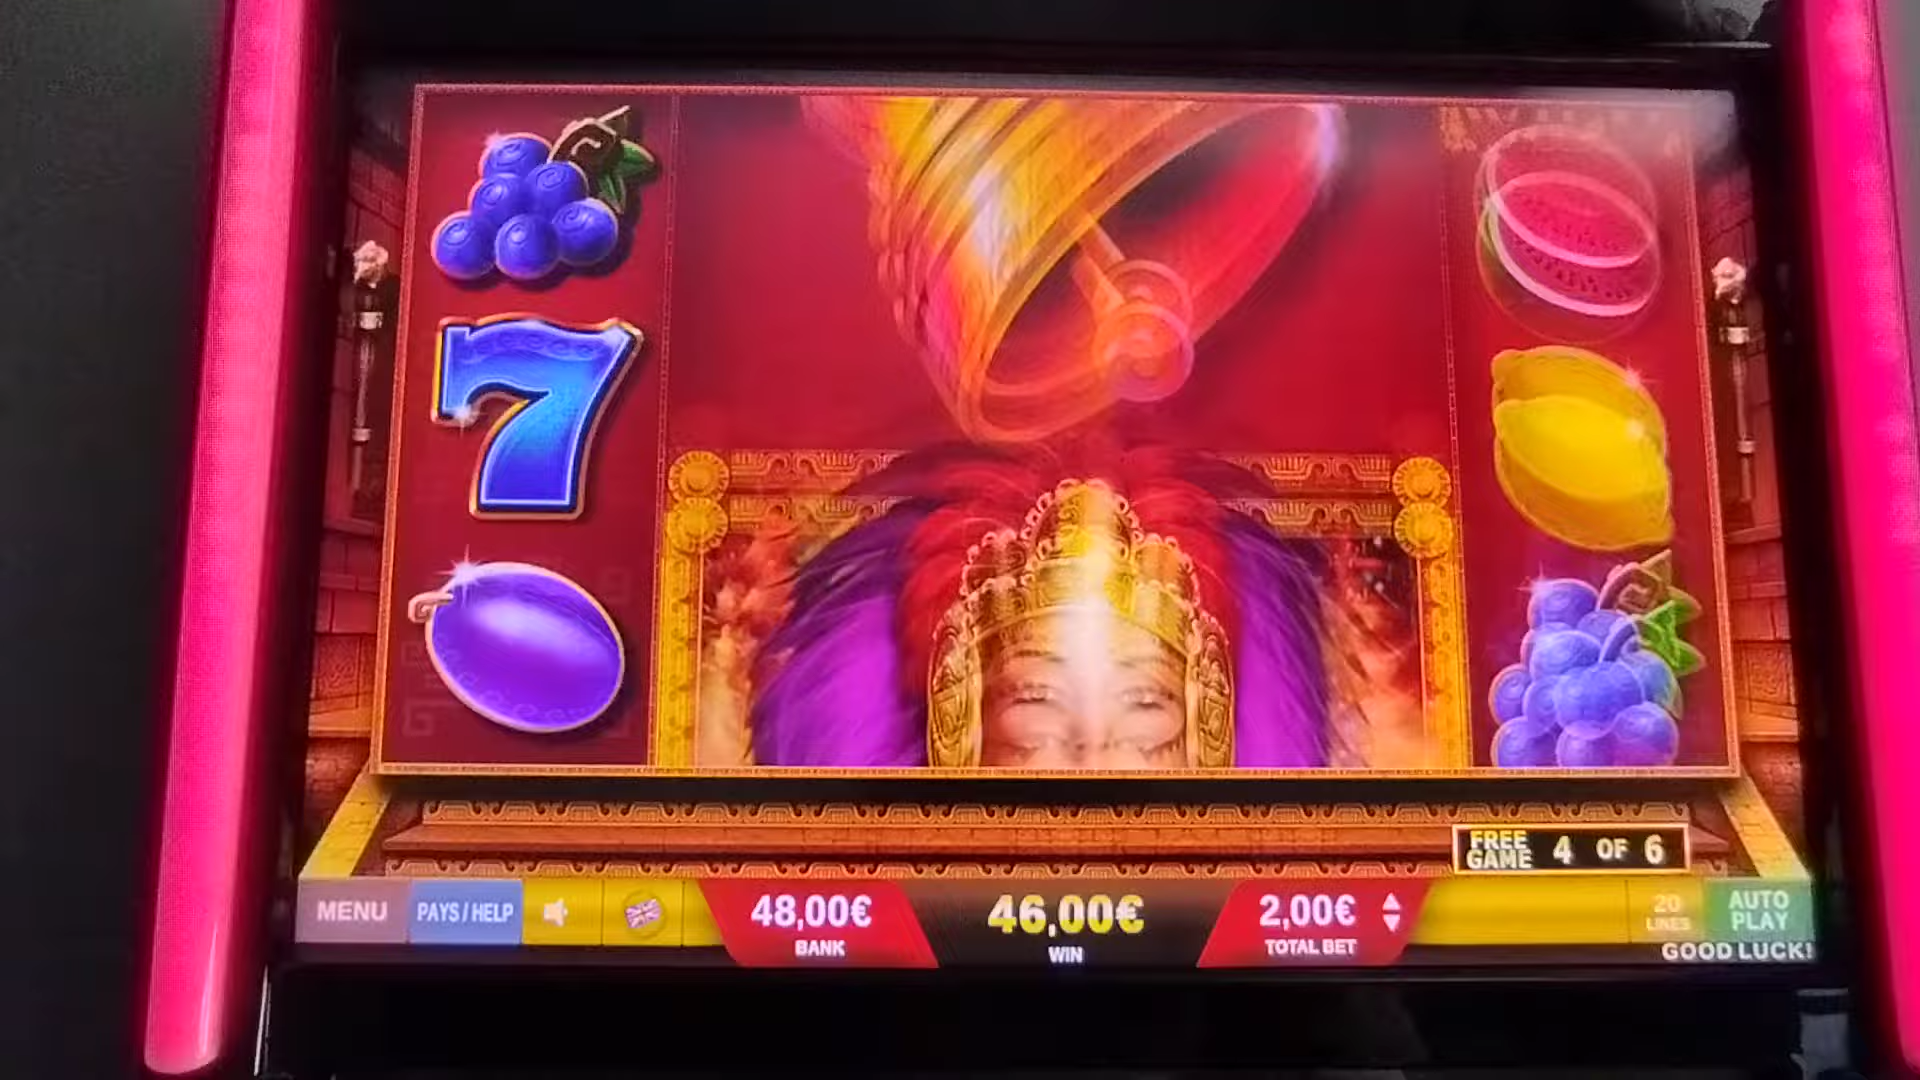 FREE
GAME 4 OF 6
MENU
PAYS/HELP
48,00€
BANK
46,00€
WIN
2,00€
TOTAL BET
20
LINES
AUTO
PLAY
GOOD LUCK!